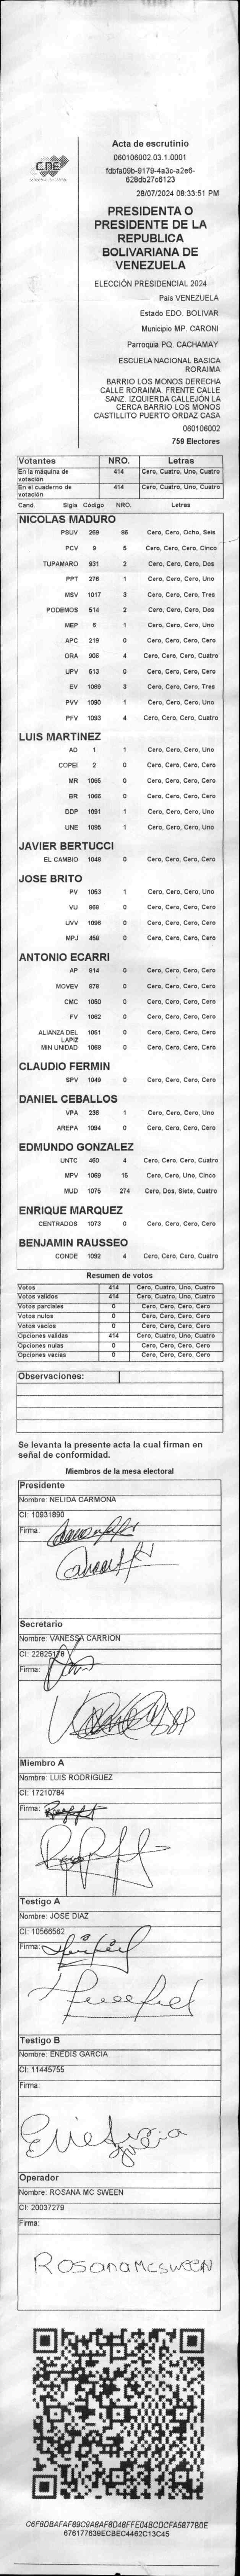 CNE
Acta de escrutinio
060106002.03.1.0001
fdbfa09b-9179-4a3c-a2e6-
628db27c6123
28/07/2024 08:33:51 PM
PRESIDENTA O
PRESIDENTE DE LA
REPUBLICA
BOLIVARIANA DE
VENEZUELA
ELECCIÓN PRESIDENCIAL 2024
Pais VENEZUELA
Estado EDO. BOLIVAR
Municipio MP. CARONI
Parroquia PQ. CACHAMAY
ESCUELA NACIONAL BASICA
RORAIMA
BARRIO LOS MONOS DERECHA
CALLE RORAIMA. FRENTE CALLE
SANZ. IZQUIERDA CALLEJÓN LA
CERCA BARRIO LOS MONOS
CASTILLITO PUERTO ORDAZ CASA
060106002
759 Electores
Votantes NRO. Letras
En la máquina de votación 414 Cero, Cuatro, Uno, Cuatro
En el cuaderno de votación 414 Cero, Cuatro, Uno, Cuatro
Cand. Sigla Código NRO. Letras
NICOLAS MADURO
PSUV 269 86 Cero, Cero, Ocho, Seis
PCV 9 5 Cero, Cero, Cero, Cinco
TUPAMARO 931 2 Cero, Cero, Cero, Dos
PPT 276 1 Cero, Cero, Cero, Uno
MSV 1017 3 Cero, Cero, Cero, Tres
PODEMOS 514 2 Cero, Cero, Cero, Dos
MEP 6 1 Cero, Cero, Cero, Uno
APC 219 0 Cero, Cero, Cero, Cero
ORA 906 4 Cero, Cero, Cero, Cuatro
UPV 513 0 Cero, Cero, Cero, Cero
EV 1089 3 Cero, Cero, Cero, Tres
PVV 1090 1 Cero, Cero, Cero, Uno
PFV 1093 4 Cero, Cero, Cero, Cuatro
LUIS MARTINEZ
AD 1 1 Cero, Cero, Cero, Uno
COPEI 2 0 Cero, Cero, Cero, Cero
MR 1065 0 Cero, Cero, Cero, Cero
BR 1066 0 Cero, Cero, Cero, Cero
DDP 1091 1 Cero, Cero, Cero, Uno
UNE 1095 1 Cero, Cero, Cero, Uno
JAVIER BERTUCCI
EL CAMBIO 1048 0 Cero, Cero, Cero, Cero
JOSE BRITO
PV 1053 1 Cero, Cero, Cero, Uno
VU 968 0 Cero, Cero, Cero, Cero
UVV 1096 0 Cero, Cero, Cero, Cero
MPJ 458 0 Cero, Cero, Cero, Cero
ANTONIO ECARRI
AP 814 0 Cero, Cero, Cero, Cero
MOVEV 978 0 Cero, Cero, Cero, Cero
CMC 1050 0 Cero, Cero, Cero, Cero
FV 1062 0 Cero, Cero, Cero, Cero
ALIANZA DEL LAPIZ 1051 0 Cero, Cero, Cero, Cero
MIN UNIDAD 1068 0 Cero, Cero, Cero, Cero
CLAUDIO FERMIN
SPV 1049 0 Cero, Cero, Cero, Cero
DANIEL CEBALLOS
VPA 236 1 Cero, Cero, Cero, Uno
AREPA 1094 0 Cero, Cero, Cero, Cero
EDMUNDO GONZALEZ
UNTC 460 4 Cero, Cero, Cero, Cuatro
MPV 1069 15 Cero, Cero, Uno, Cinco
MUD 1075 274 Cero, Dos, Siete, Cuatro
ENRIQUE MARQUEZ
CENTRADOS 1073 0 Cero, Cero, Cero, Cero
BENJAMIN RAUSSEO
CONDE 1092 4 Cero, Cero, Cero, Cuatro
Resumen de votos
Votos 414 Cero, Cuatro, Uno, Cuatro
Votos validos 414 Cero, Cuatro, Uno, Cuatro
Votos parciales 0 Cero, Cero, Cero, Cero
Votos nulos 0 Cero, Cero, Cero, Cero
Votos vacios 0 Cero, Cero, Cero, Cero
Opciones validas 414 Cero, Cuatro, Uno, Cuatro
Opciones nulas 0 Cero, Cero, Cero, Cero
Opciones vacias 0 Cero, Cero, Cero, Cero
Observaciones:
Se levanta la presente acta la cual firman en
señal de conformidad.
Miembros de la mesa electoral
Presidente
Nombre: NELIDA CARMONA
CI: 10931890
Firma:
Secretario
Nombre: VANESSA CARRION
CI: 22825178
Firma:
Miembro A
Nombre: LUIS RODRIGUEZ
CI: 17210784
Firma:
Testigo A
Nombre: JOSE DIAZ
CI: 10566562
Firma:
Testigo B
Nombre: ENEDIS GARCIA
CI: 11445755
Firma:
Operador
Nombre: ROSANA MC SWEEN
CI: 20037279
Firma:
Rosana McSWEEN
C6F6DBAFAF89C9A8AF8D46FFE04BCDCFA5877B0E
676177639ECBEC4462C13C45